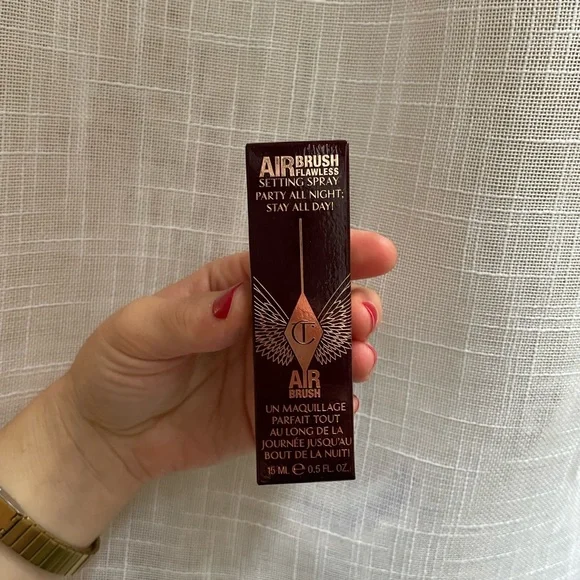 AIRBRUSH FLAWLESS
SETTING SPRAY
PARTY ALL NIGHT;
STAY ALL DAY!
CT
AIR
BRUSH
UN MAQUILLAGE
PARFAIT TOUT
AU LONG DE LA
JOURNÉE JUSQU'AU
BOUT DE LA NUIT!
15 ML ℮ 0.5 FL. OZ.